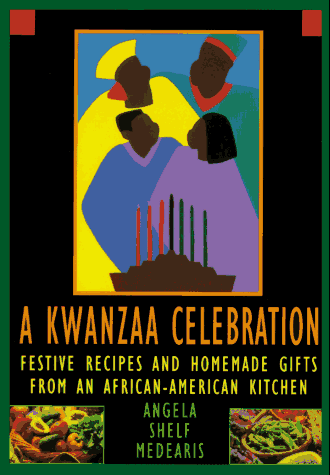 A KWANZAA CELEBRATION
FESTIVE RECIPES AND HOMEMADE GIFTS
FROM AN AFRICAN-AMERICAN KITCHEN
ANGELA
SHELF
MEDEARIS